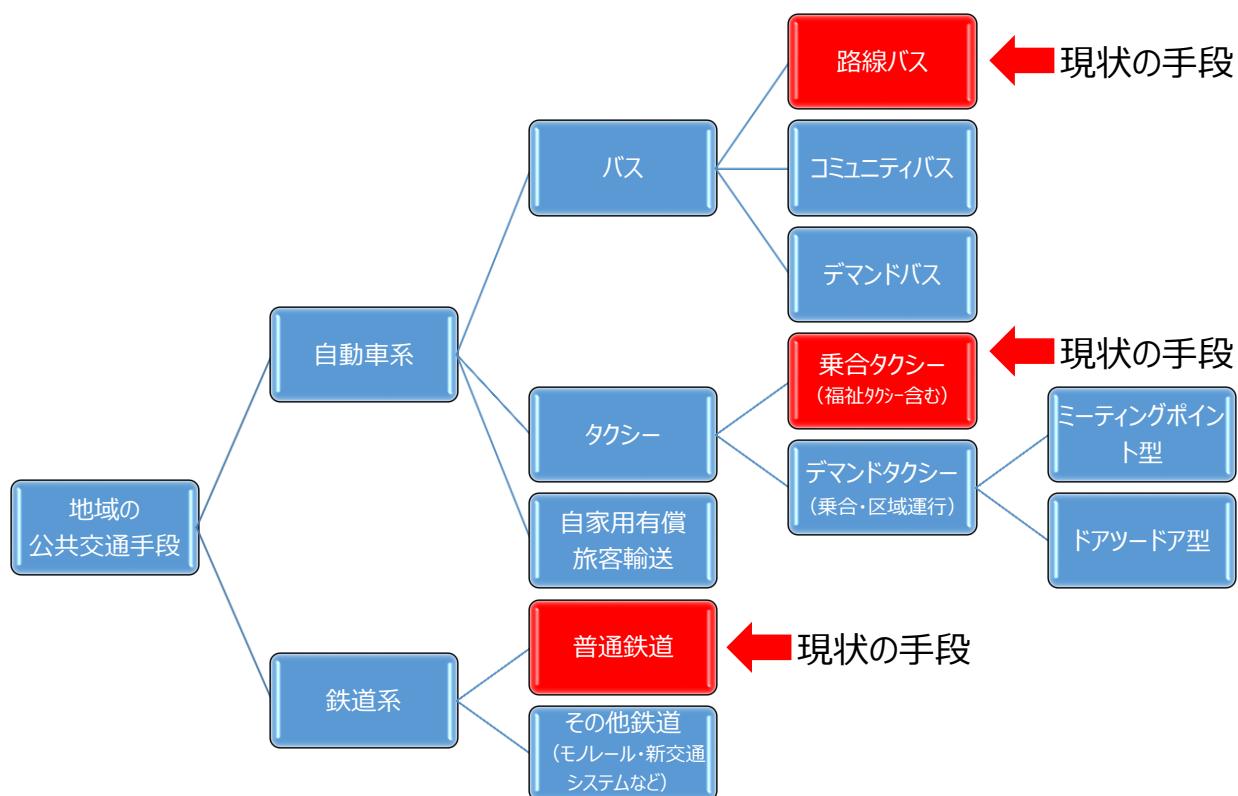 地域の
公共交通手段
自動車系
鉄道系
バス
タクシー
自家用有償
旅客輸送
普通鉄道
現状の手段
その他鉄道
（モノレール・新交通
システムなど）
路線バス
現状の手段
コミュニティバス
デマンドバス
乗合タクシー
（福祉タクシー含む）
現状の手段
デマンドタクシー
（乗合・区域運行）
ミーティングポイン
ト型
ドアツードア型